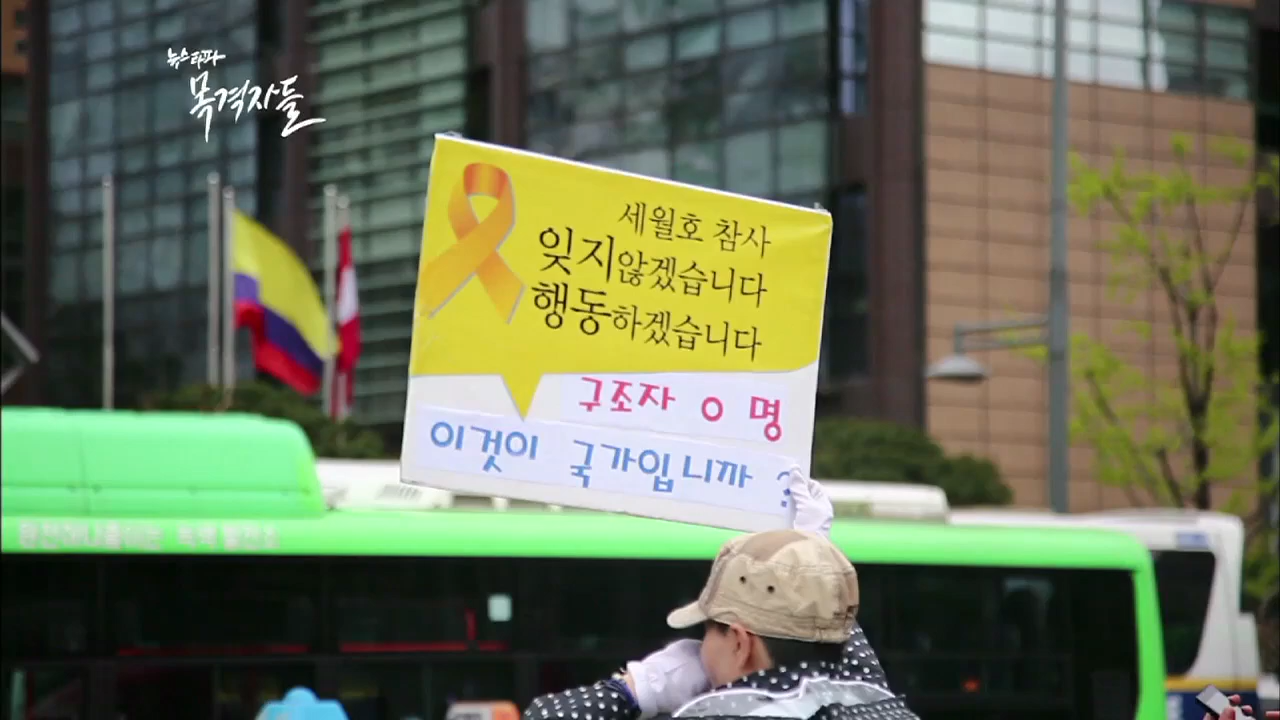 뉴스타파
목격자들
세월호 참사
잊지않겠습니다
행동하겠습니다
구조자 0 명
이것이 국가입니까 ?